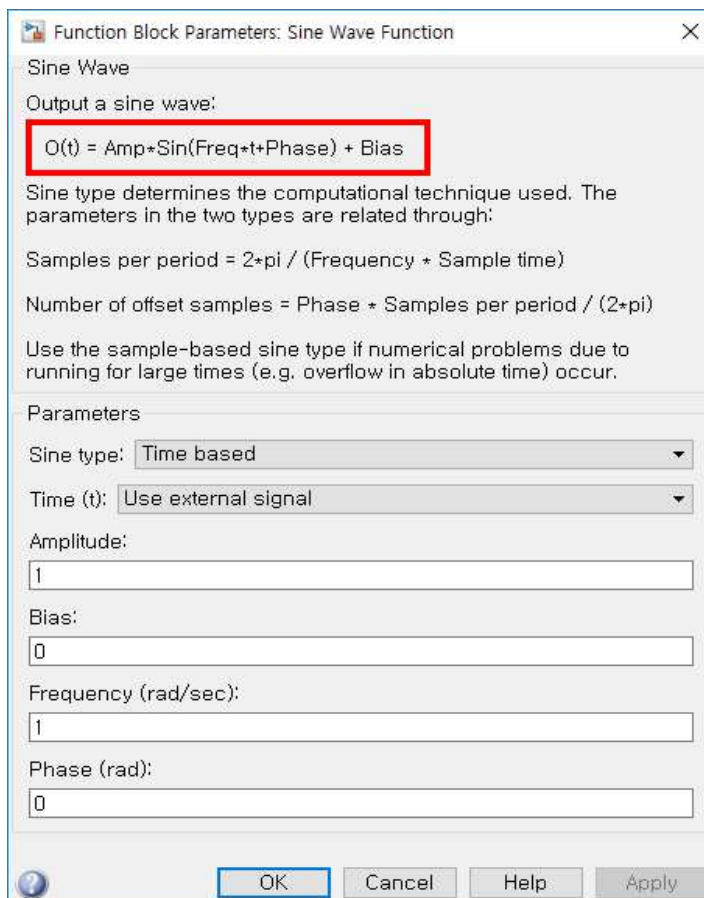 Function Block Parameters: Sine Wave Function
Sine Wave
Output a sine wave:
O(t) = Amp*Sin(Freq*t+Phase) + Bias
Sine type determines the computational technique used. The
parameters in the two types are related through:
Samples per period = 2*pi / (Frequency * Sample time)
Number of offset samples = Phase * Samples per period / (2*pi)
Use the sample-based sine type if numerical problems due to
running for large times (e.g. overflow in absolute time) occur.
Parameters
Sine type: Time based
Time (t): Use external signal
Amplitude:
1
Bias:
0
Frequency (rad/sec):
1
Phase (rad):
0
? OK Cancel Help Apply